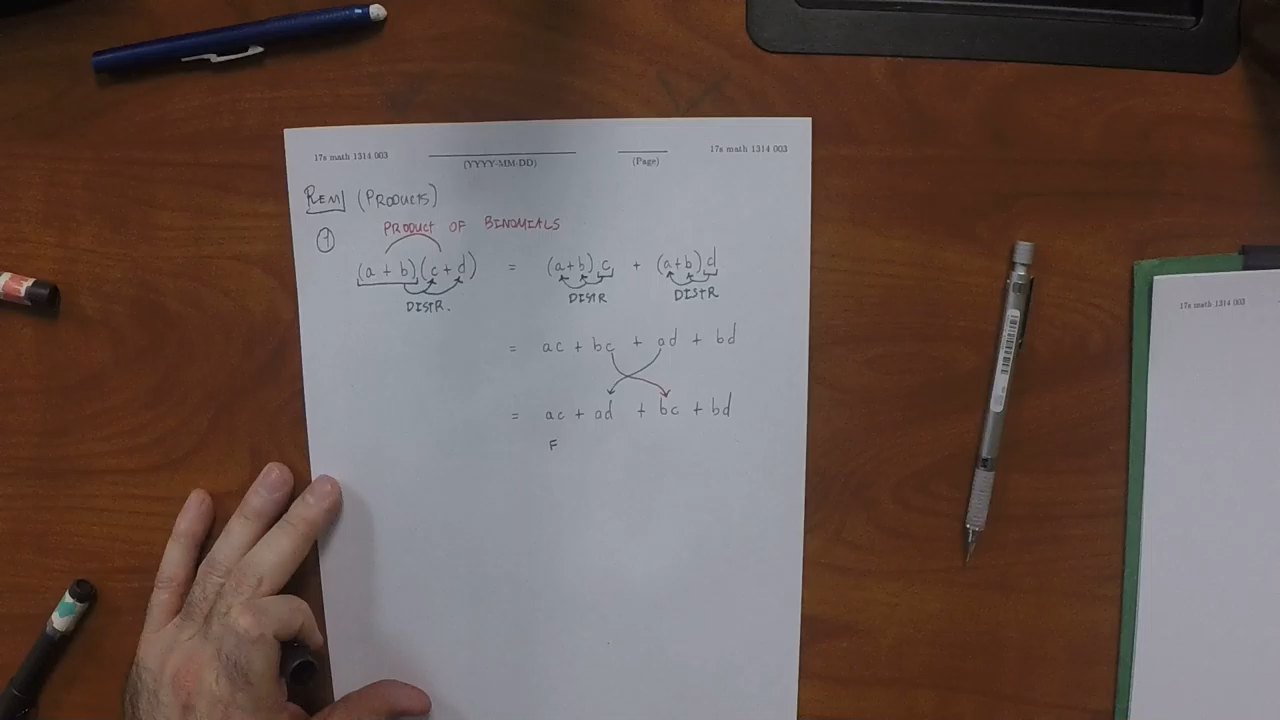 17s math 1314 003 (YYYY-MM-DD) (Page) 17s math 1314 003
REM (PRODUCTS)
PRODUCT OF BINOMIALS
1
(a + b)(c + d) = (a+b)c + (a+b)d
DISTR. DISTR DISTR
= ac + bc + ad + bd
= ac + ad + bc + bd
F
17s math 1314 003